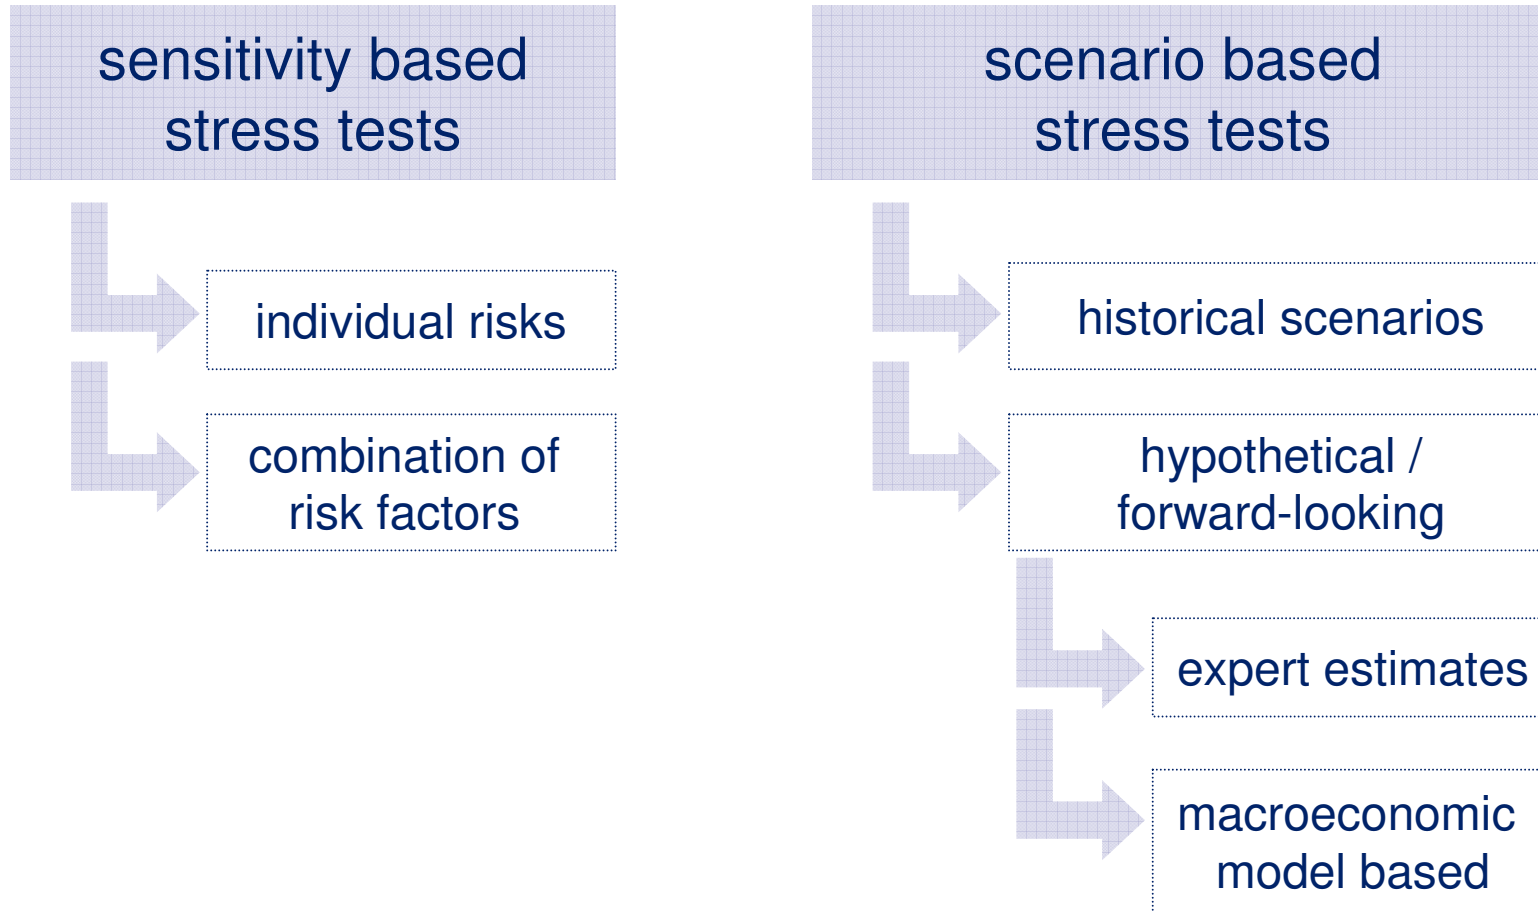 sensitivity based
stress tests
individual risks
combination of
risk factors
scenario based
stress tests
historical scenarios
hypothetical /
forward-looking
expert estimates
macroeconomic
model based